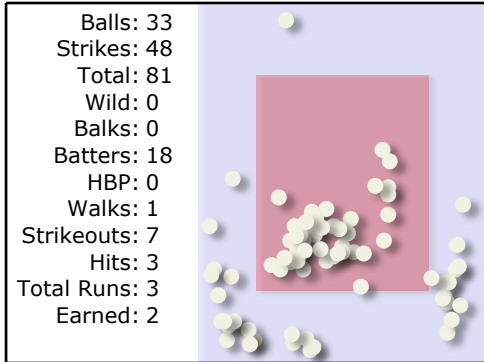 Balls: 33
Strikes: 48
Total: 81
Wild: 0
Balks: 0
Batters: 18
HBP: 0
Walks: 1
Strikeouts: 7
Hits: 3
Total Runs: 3
Earned: 2